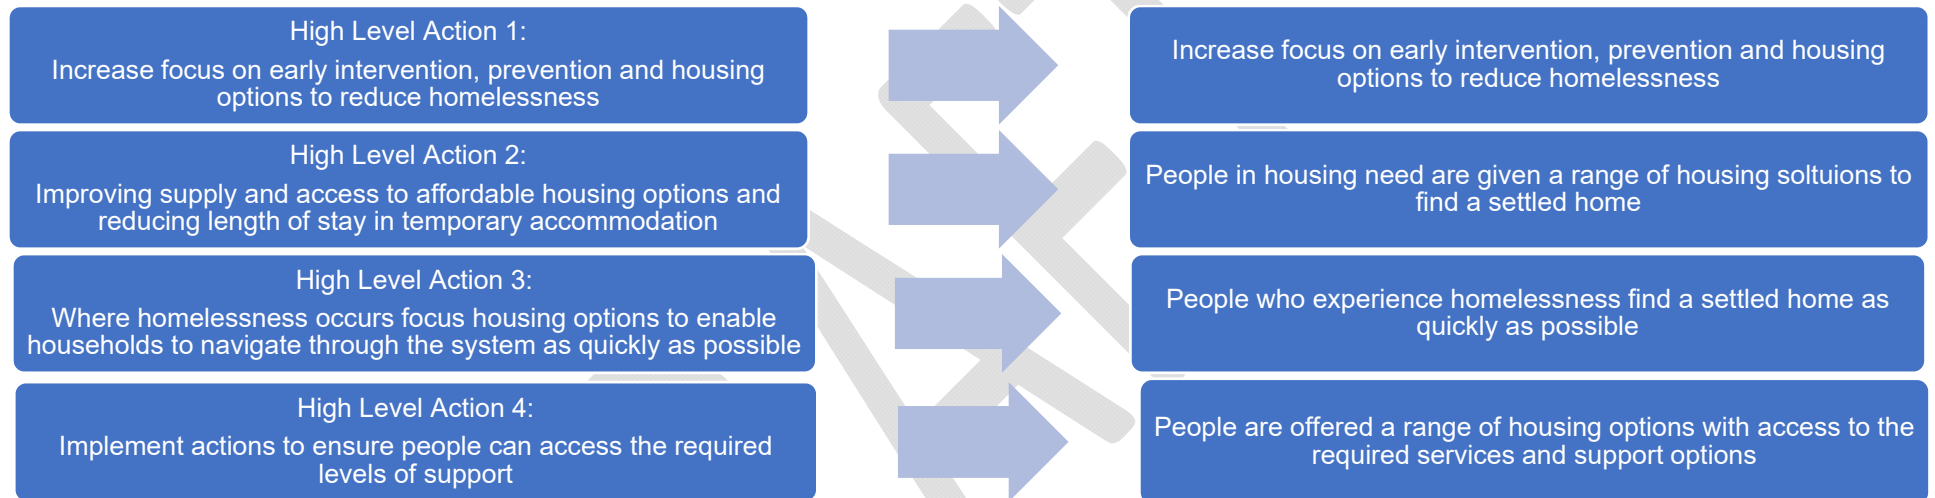 High Level Action 1:
Increase focus on early intervention, prevention and housing
options to reduce homelessness
Increase focus on early intervention, prevention and housing
options to reduce homelessness
High Level Action 2:
Improving supply and access to affordable housing options and
reducing length of stay in temporary accommodation
People in housing need are given a range of housing soltuions to
find a settled home
High Level Action 3:
Where homelessness occurs focus housing options to enable
households to navigate through the system as quickly as possible
People who experience homelessness find a settled home as
quickly as possible
High Level Action 4:
Implement actions to ensure people can access the required
levels of support
People are offered a range of housing options with access to the
required services and support options